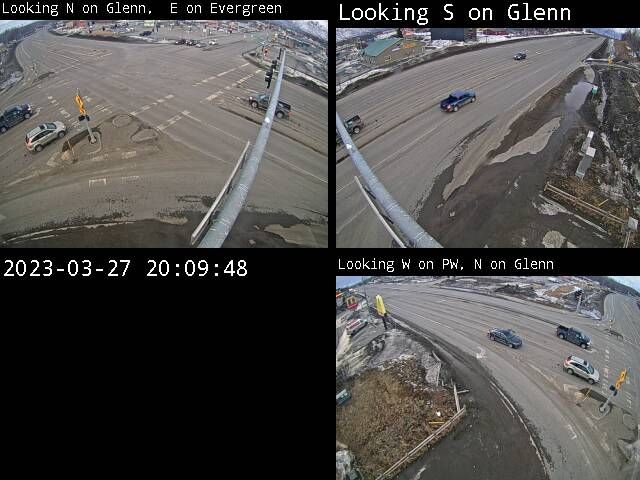 Looking N on Glenn,  E on Evergreen
Looking S on Glenn
2023-03-27 20:09:48
Looking W on PW, N on Glenn